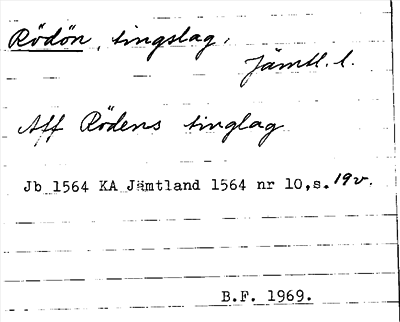 Rödön, tingslag,
Jämtl. l.
Aff Rödens tinglag
Jb 1564 KA Jämtland 1564 nr 10,s. 19v.
B.F. 1969.